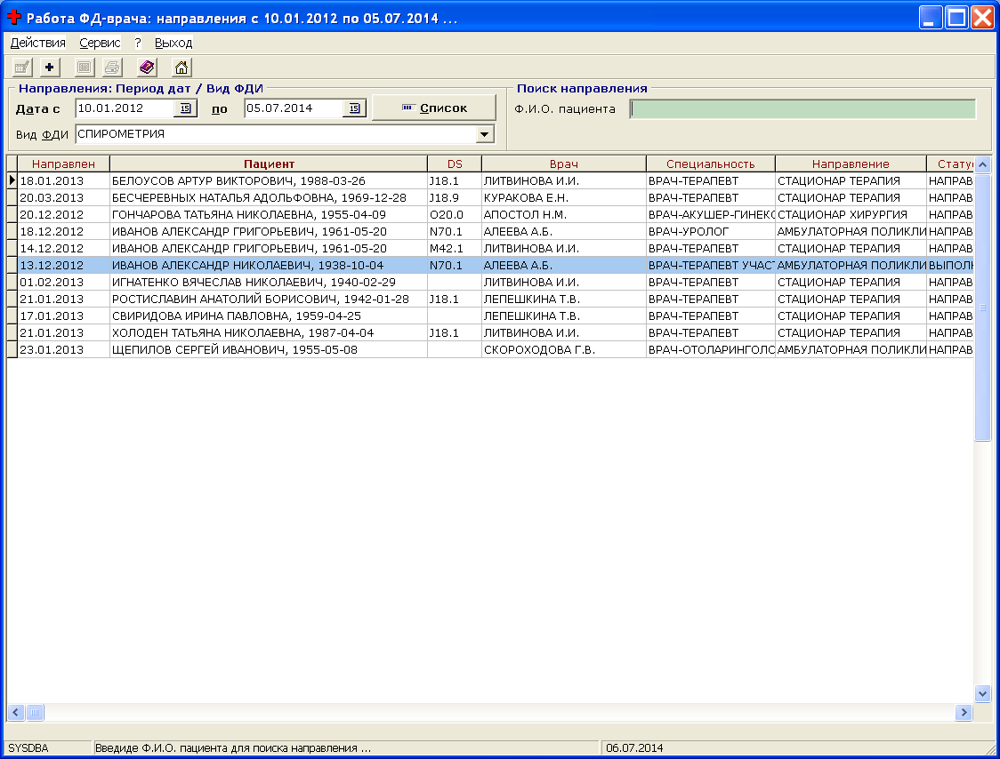 Работа ФД-врача: направления с 10.01.2012 по 05.07.2014 ...
Действия Сервис ? Выход
Направления: Период дат / Вид ФДИ
Поиск направления
Дата с 10.01.2012 15 по 05.07.2014 15 Список
Ф.И.О. пациента
Вид ФДИ СПИРОМЕТРИЯ
Направлен Пациент DS Врач Специальность Направление Стату
18.01.2013 БЕЛОУСОВ АРТУР ВИКТОРОВИЧ, 1988-03-26 J18.1 ЛИТВИНОВА И.И. ВРАЧ-ТЕРАПЕВТ СТАЦИОНАР ТЕРАПИЯ НАПРАВ
20.03.2013 БЕСЧЕРЕВНЫХ НАТАЛЬЯ АДОЛЬФОВНА, 1969-12-28 J18.9 КУРАКОВА Е.Н. ВРАЧ-ТЕРАПЕВТ СТАЦИОНАР ТЕРАПИЯ НАПРАВ
20.12.2012 ГОНЧАРОВА ТАТЬЯНА НИКОЛАЕВНА, 1955-04-09 O20.0 АПОСТОЛ Н.М. ВРАЧ-АКУШЕР-ГИНЕКО СТАЦИОНАР ХИРУРГИЯ НАПРАВ
18.12.2012 ИВАНОВ АЛЕКСАНДР ГРИГОРЬЕВИЧ, 1961-05-20 N70.1 АЛЕЕВА А.Б. ВРАЧ-УРОЛОГ АМБУЛАТОРНАЯ ПОЛИКЛИ НАПРАВ
14.12.2012 ИВАНОВ АЛЕКСАНДР ГРИГОРЬЕВИЧ, 1961-05-20 M42.1 ЛИТВИНОВА И.И. ВРАЧ-ТЕРАПЕВТ СТАЦИОНАР ТЕРАПИЯ НАПРАВ
13.12.2012 ИВАНОВ АЛЕКСАНДР НИКОЛАЕВИЧ, 1938-10-04 N70.1 АЛЕЕВА А.Б. ВРАЧ-ТЕРАПЕВТ УЧАСТ АМБУЛАТОРНАЯ ПОЛИКЛИ ВЫПОЛН
01.02.2013 ИГНАТЕНКО ВЯЧЕСЛАВ НИКОЛАЕВИЧ, 1940-02-29 ЛИТВИНОВА И.И. ВРАЧ-ТЕРАПЕВТ СТАЦИОНАР ТЕРАПИЯ НАПРАВ
21.01.2013 РОСТИСЛАВИН АНАТОЛИЙ БОРИСОВИЧ, 1942-01-28 J18.1 ЛЕПЕШКИНА Т.В. ВРАЧ-ТЕРАПЕВТ СТАЦИОНАР ТЕРАПИЯ НАПРАВ
17.01.2013 СВИРИДОВА ИРИНА ПАВЛОВНА, 1959-04-25 ЛЕПЕШКИНА Т.В. ВРАЧ-ТЕРАПЕВТ СТАЦИОНАР ТЕРАПИЯ НАПРАВ
21.01.2013 ХОЛОДЕН ТАТЬЯНА НИКОЛАЕВНА, 1987-04-04 J18.1 ЛИТВИНОВА И.И. ВРАЧ-ТЕРАПЕВТ СТАЦИОНАР ТЕРАПИЯ НАПРАВ
23.01.2013 ЩЕПИЛОВ СЕРГЕЙ ИВАНОВИЧ, 1955-05-08 СКОРОХОДОВА Г.В. ВРАЧ-ОТОЛАРИНГОЛО АМБУЛАТОРНАЯ ПОЛИКЛИ НАПРАВ
SYSDBA Введиде Ф.И.О. пациента для поиска направления ... 06.07.2014